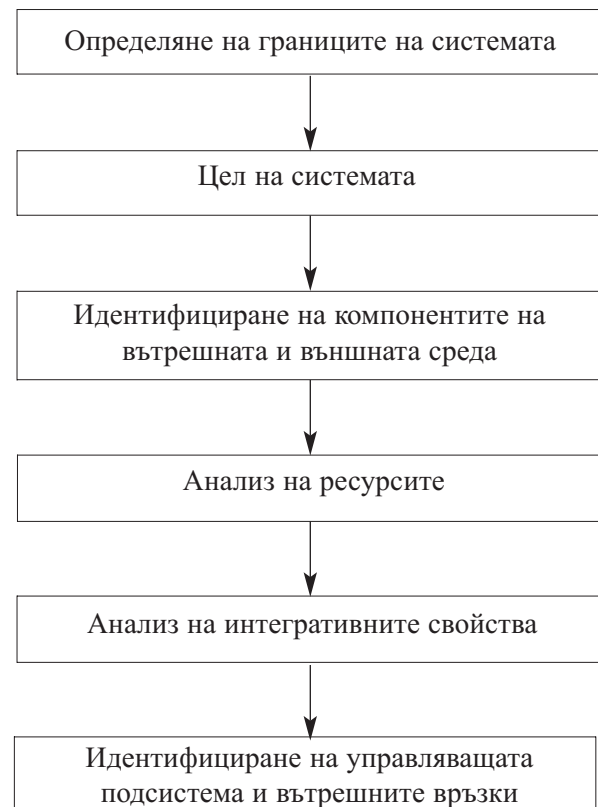 Определяне на границите на системата
Цел на системата
Идентифициране на компонентите на
вътрешната и външната среда
Анализ на ресурсите
Анализ на интегративните свойства
Идентифициране на управляващата
подсистема и вътрешните връзки